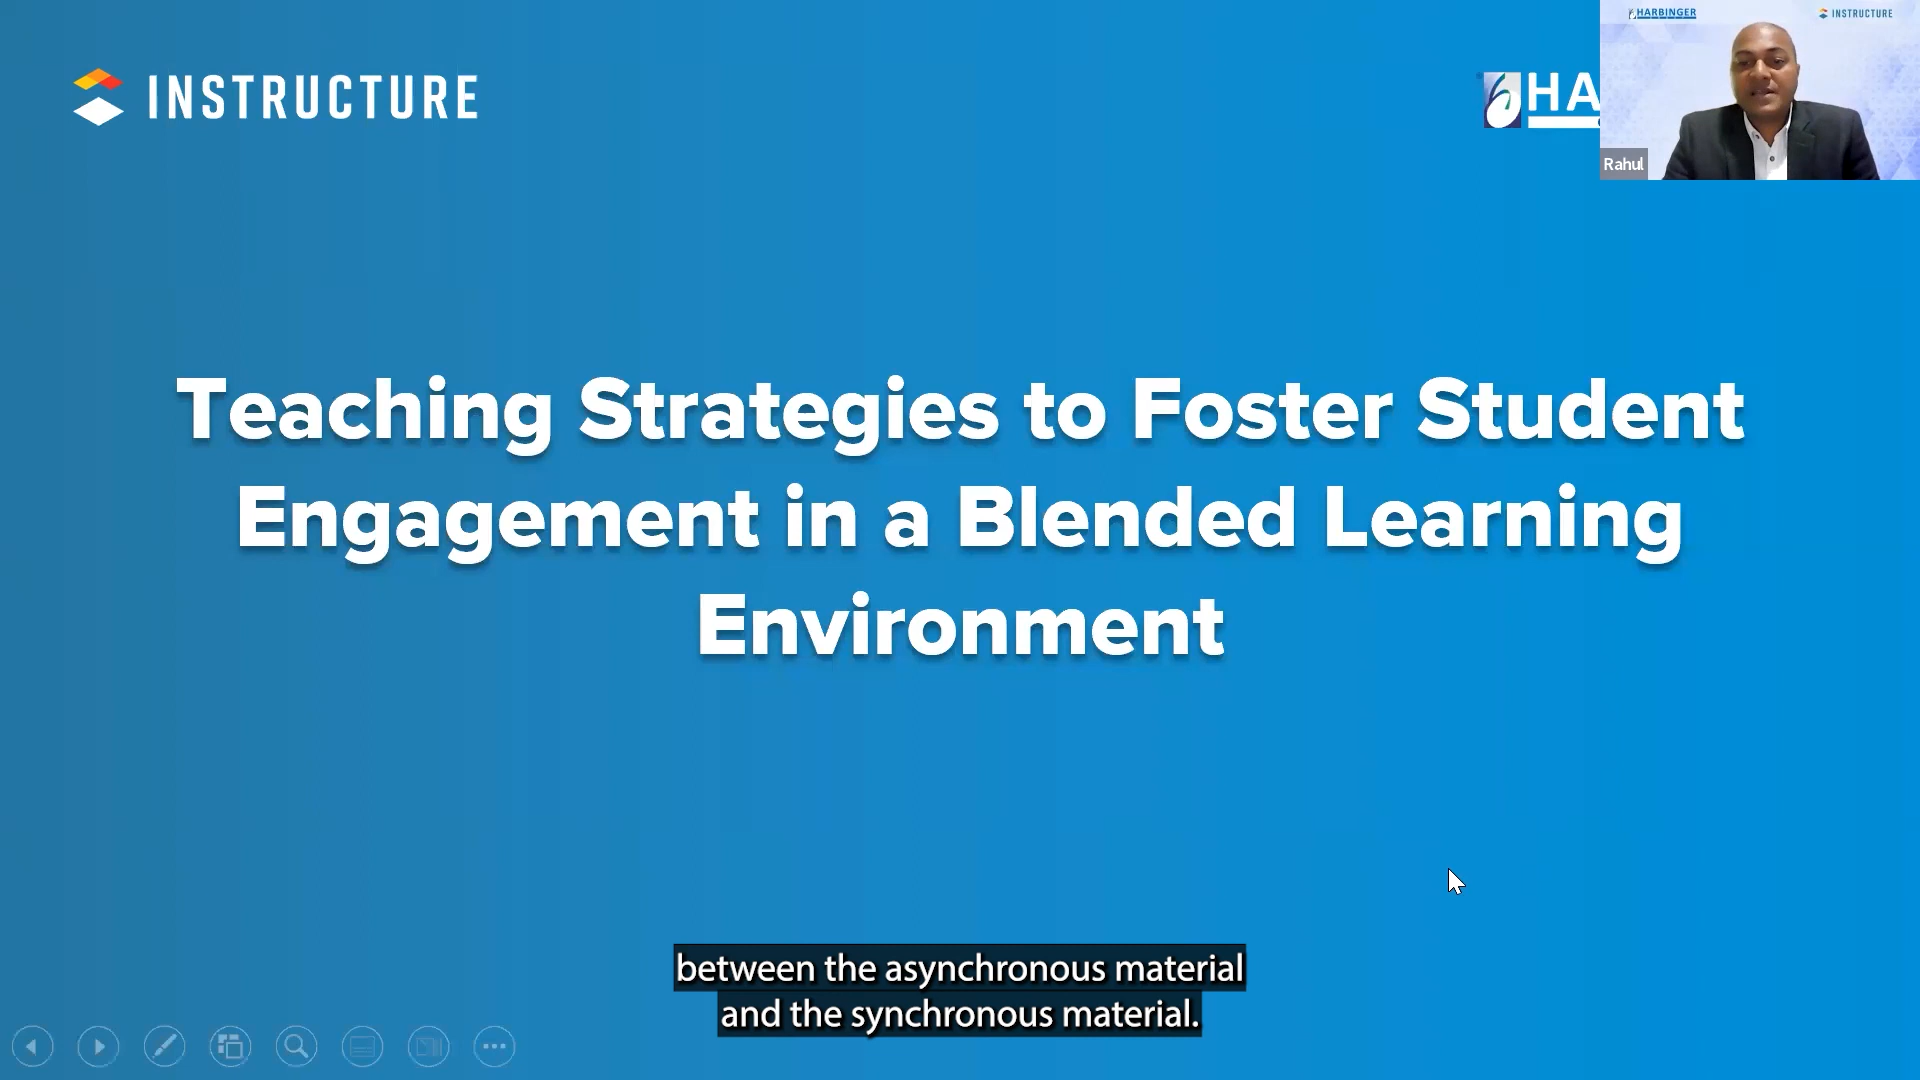 INSTRUCTURE
HA
HARBINGER
INSTRUCTURE
Rahul
Teaching Strategies to Foster Student
Engagement in a Blended Learning
Environment
between the asynchronous material
and the synchronous material.